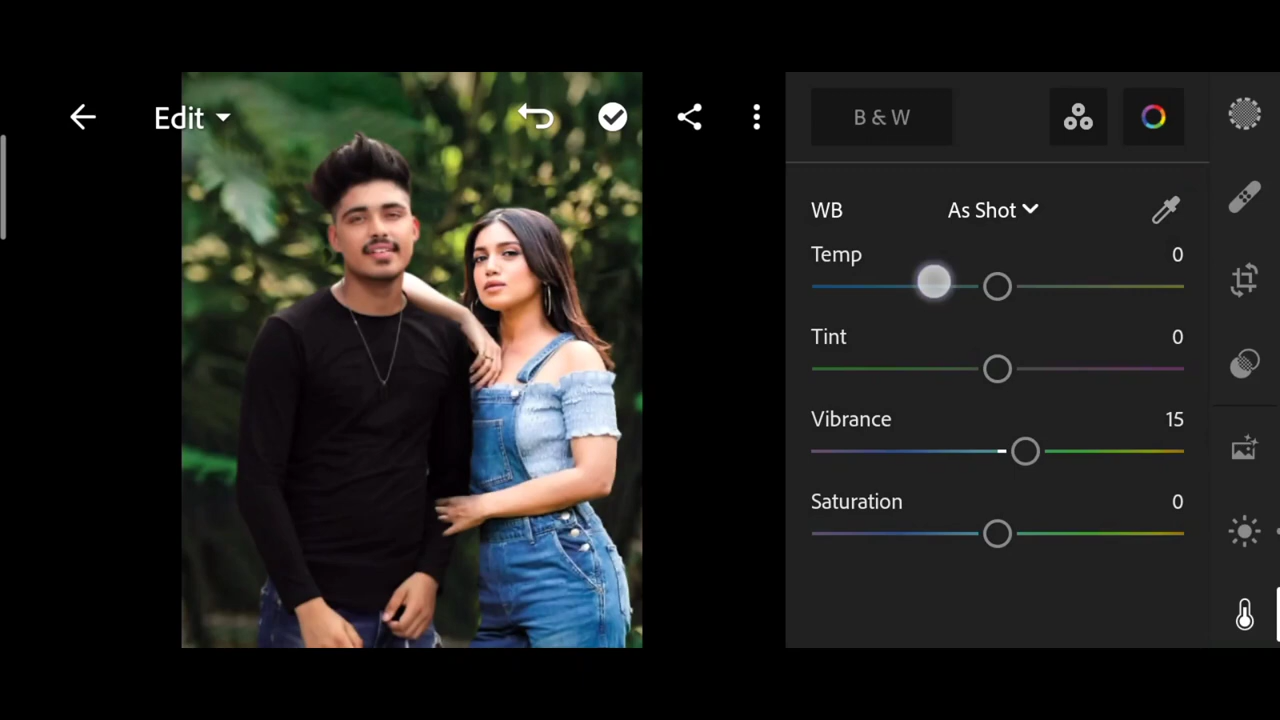 Edit
B & W
WB
As Shot
Temp
0
Tint
0
Vibrance
15
Saturation
0